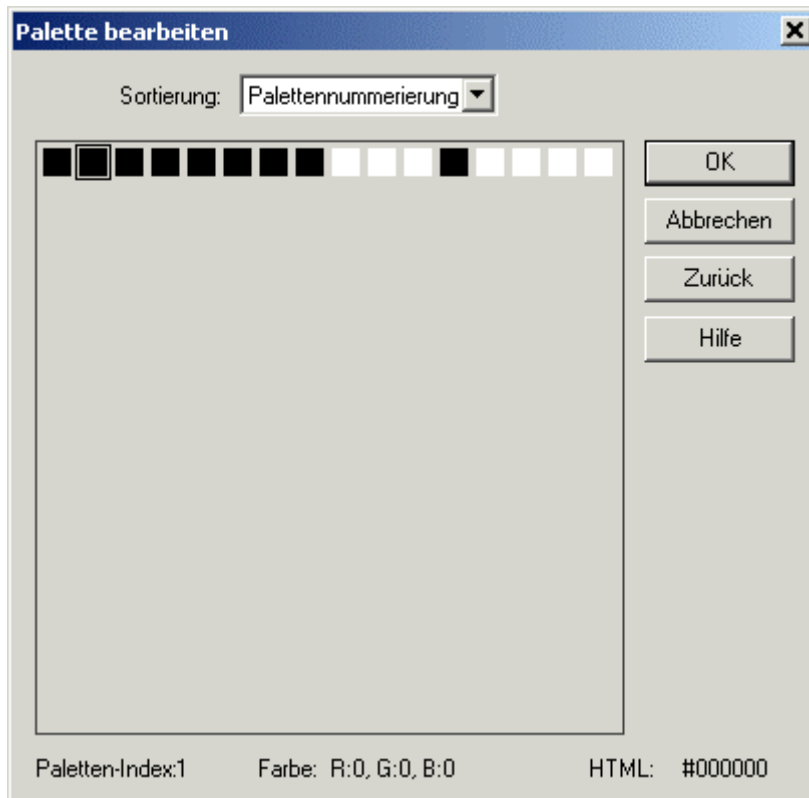 Palette bearbeiten
Sortierung: Palettennummerierung
OK
Abbrechen
Zurück
Hilfe
Paletten-Index:1 Farbe: R:0, G:0, B:0 HTML: #000000